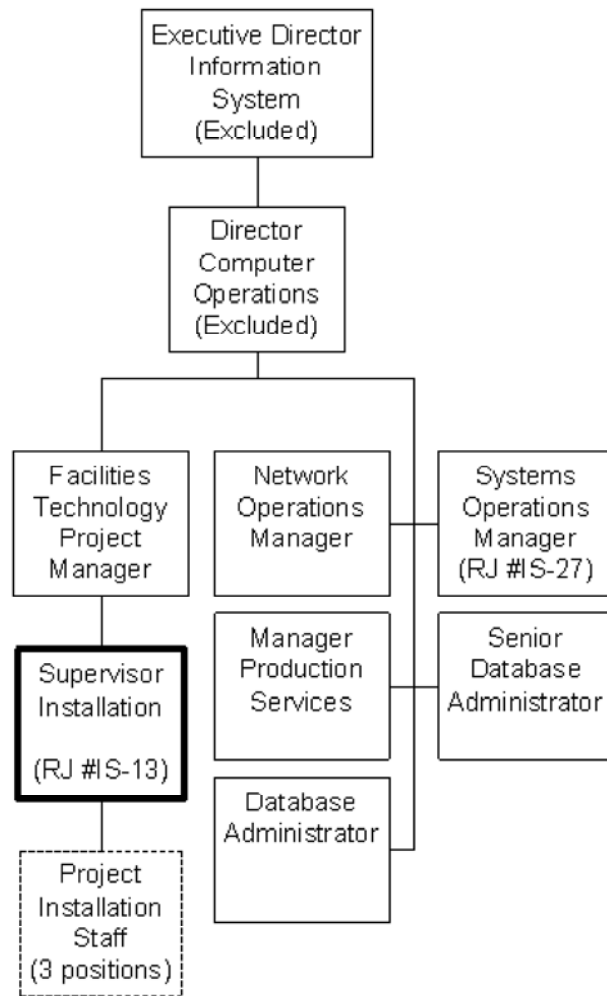 Executive Director
Information
System
(Excluded)
Director
Computer
Operations
(Excluded)
Facilities
Technology
Project
Manager
Network
Operations
Manager
Systems
Operations
Manager
(RJ #IS-27)
Supervisor
Installation
(RJ #IS-13)
Manager
Production
Services
Senior
Database
Administrator
Database
Administrator
Project
Installation
Staff
(3 positions)